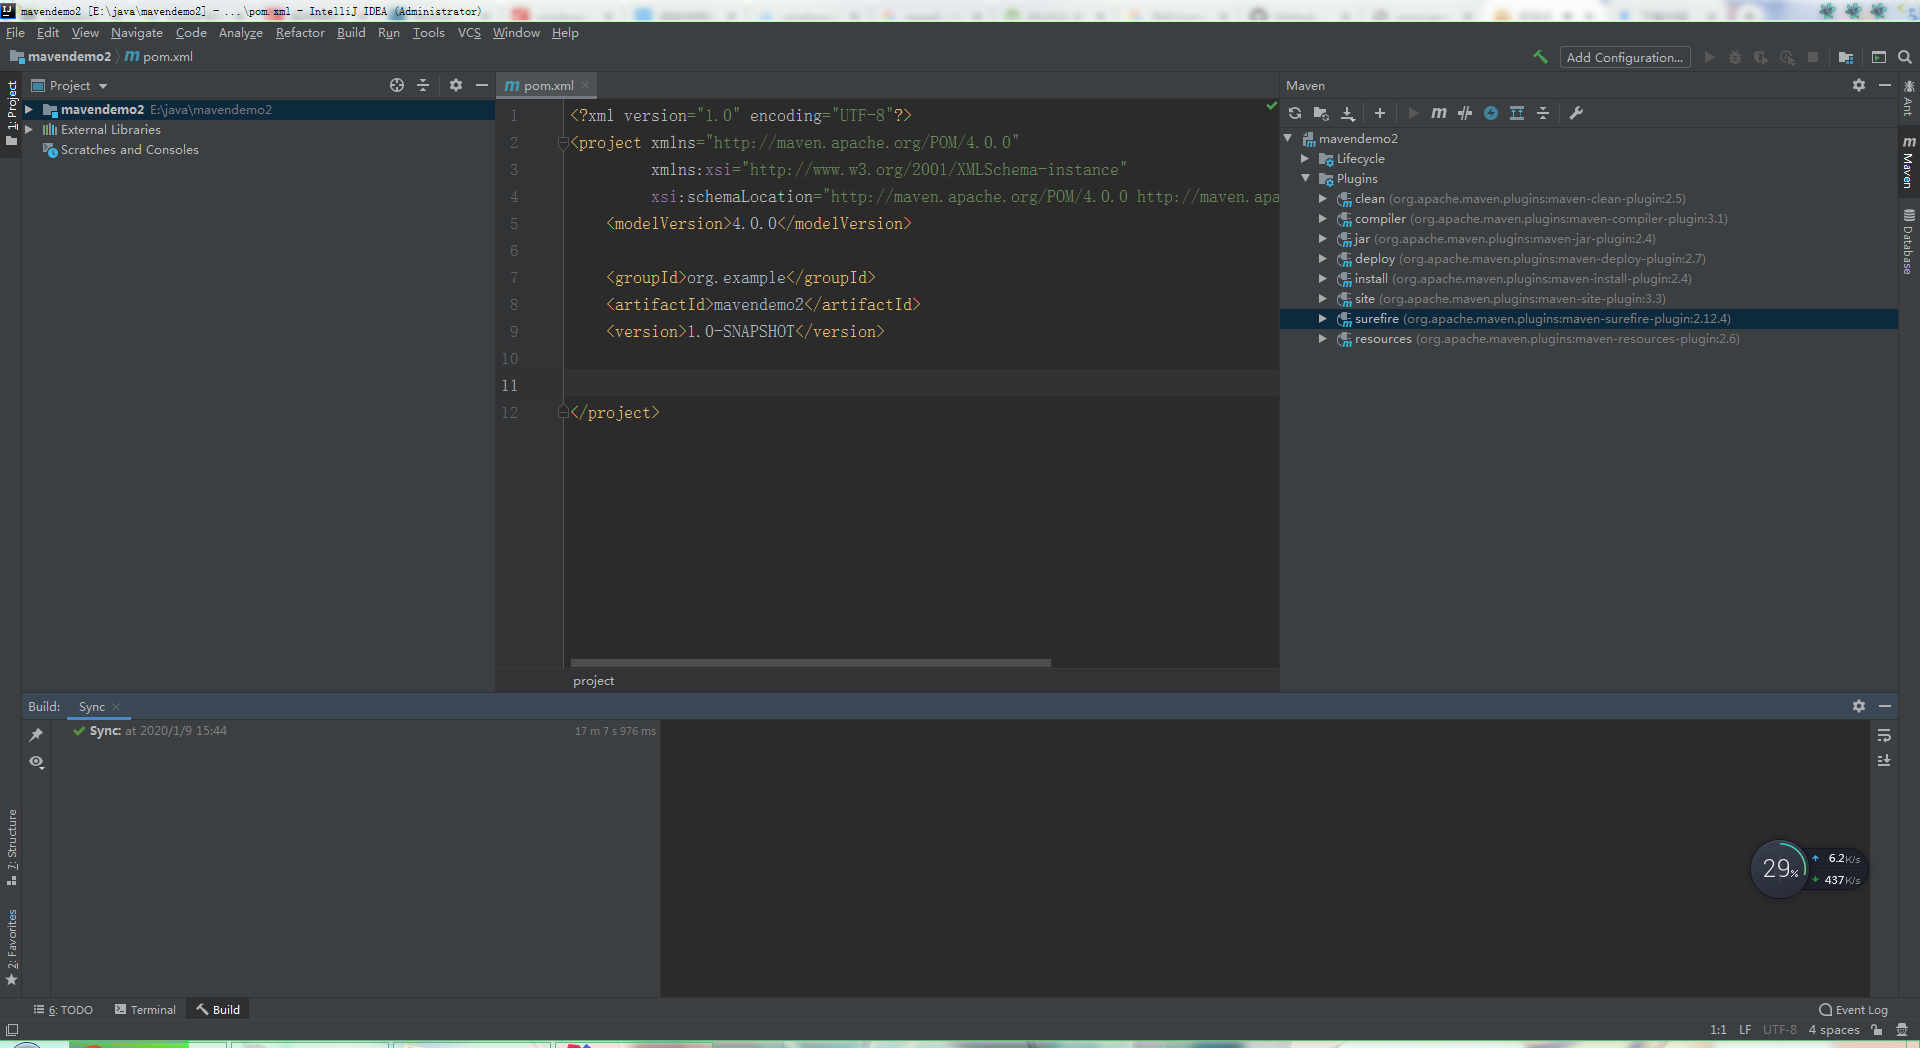 mavendemo2 [E:\java\mavendemo2] - ...\pom.xml - IntelliJ IDEA (Administrator)
File Edit View Navigate Code Analyze Refactor Build Run Tools VCS Window Help
mavendemo2 pom.xml
Add Configuration...
1: Project
Project
mavendemo2 E:\java\mavendemo2
External Libraries
Scratches and Consoles
pom.xml
1 <?xml version="1.0" encoding="UTF-8"?>
2 <project xmlns="http://maven.apache.org/POM/4.0.0"
3 xmlns:xsi="http://www.w3.org/2001/XMLSchema-instance"
4 xsi:schemaLocation="http://maven.apache.org/POM/4.0.0 http://maven.apa
5 <modelVersion>4.0.0</modelVersion>
6
7 <groupId>org.example</groupId>
8 <artifactId>mavendemo2</artifactId>
9 <version>1.0-SNAPSHOT</version>
10
11
12 </project>
project
Maven
mavendemo2
Lifecycle
Plugins
clean (org.apache.maven.plugins:maven-clean-plugin:2.5)
compiler (org.apache.maven.plugins:maven-compiler-plugin:3.1)
jar (org.apache.maven.plugins:maven-jar-plugin:2.4)
deploy (org.apache.maven.plugins:maven-deploy-plugin:2.7)
install (org.apache.maven.plugins:maven-install-plugin:2.4)
site (org.apache.maven.plugins:maven-site-plugin:3.3)
surefire (org.apache.maven.plugins:maven-surefire-plugin:2.12.4)
resources (org.apache.maven.plugins:maven-resources-plugin:2.6)
Ant
Maven
Database
Build: Sync
Sync: at 2020/1/9 15:44 17 m 7 s 976 ms
7: Structure
2: Favorites
29%
6.2K/s
437K/s
6: TODO Terminal Build Event Log
1:1 LF UTF-8 4 spaces